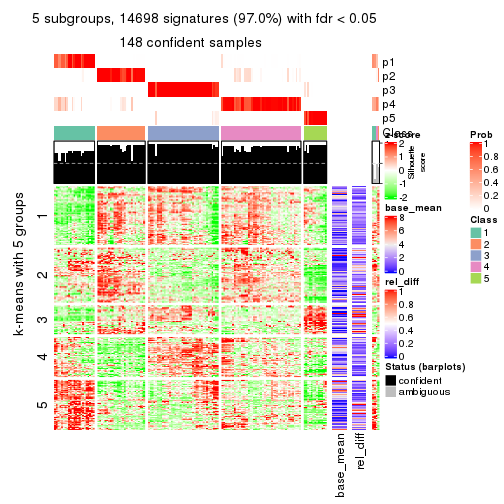 5 subgroups, 14698 signatures (97.0%) with fdr < 0.05
148 confident samples
p1
p2
p3
p4
p5
Class
z-score
2
1
0
-1
-2
Silhouette
score
Prob
1
0.8
0.6
0.4
0.2
0
base_mean
8
6
4
2
0
Class
1
2
3
4
5
rel_diff
1
0.8
0.6
0.4
0.2
0
Status (barplots)
confident
ambiguous
k-means with 5 groups
1
2
3
4
5
base_mean
rel_diff